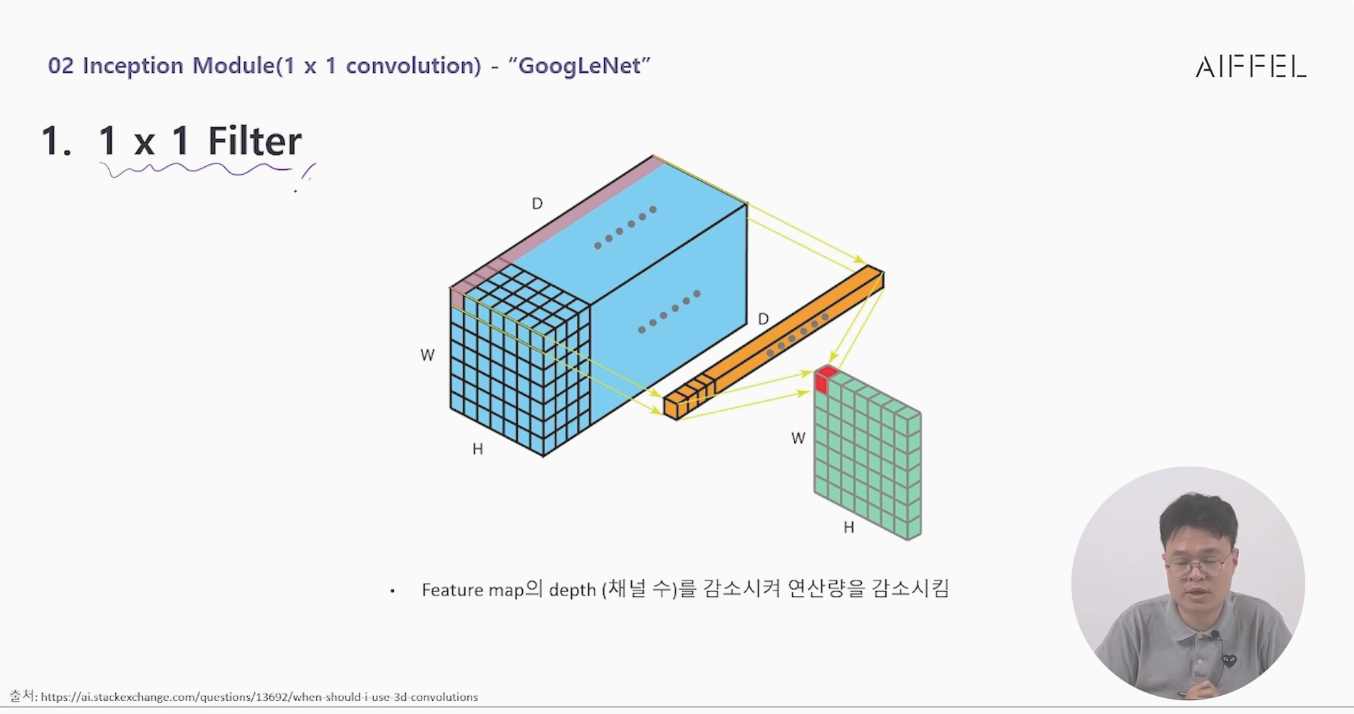 02 Inception Module(1 x 1 convolution) - “GoogLeNet”
AIFFEL
1. 1 x 1 Filter
D
W
H
D
W
H
• Feature map의 depth (채널 수)를 감소시켜 연산량을 감소시킴
출처: https://ai.stackexchange.com/questions/13692/when-should-i-use-3d-convolutions